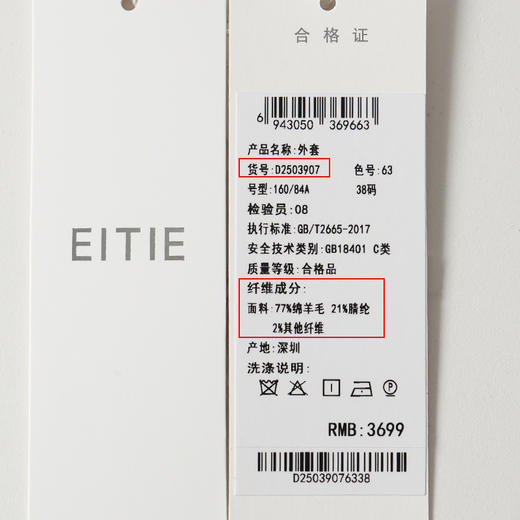 EITIE
合格证
6 943050 369663
产品名称:外套
货号:D2503907 色号:63
号型:160/84A 38码
检验员:08
执行标准:GB/T2665-2017
安全技术类别:GB18401 C类
质量等级:合格品
纤维成分:
面料:77%绵羊毛 21%腈纶
2%其他纤维
产地:深圳
洗涤说明:
P
RMB:3699
D25039076338